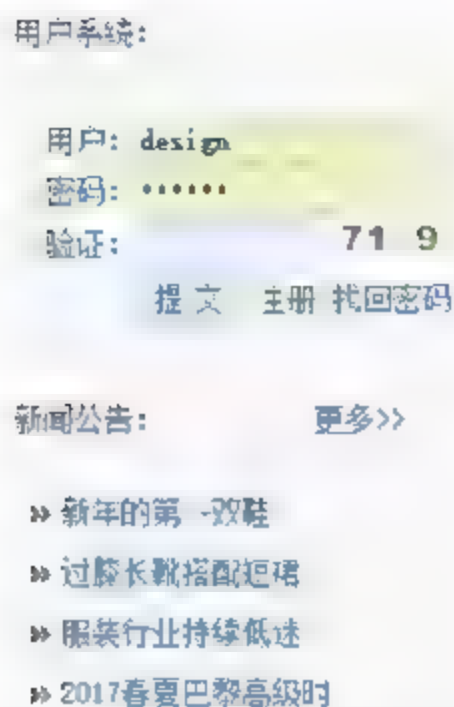 用户系统:
用户: design
密码: ••••••
验证: 71 9
提交 注册 找回密码
新闻公告: 更多>>
» 新年的第一双鞋
» 过膝长靴搭配短裙
» 服装行业持续低迷
» 2017春夏巴黎高级时